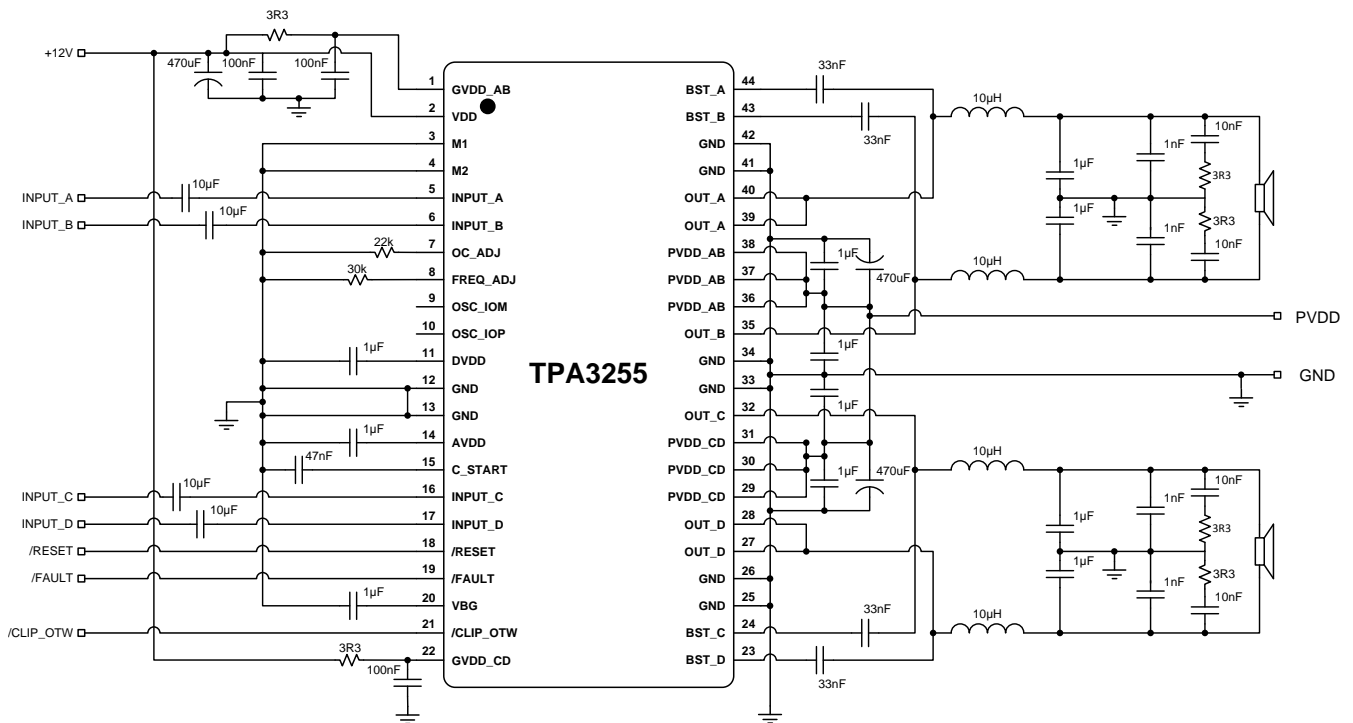 3R3
+12V
470uF
100nF
100nF
1
GVDD_AB
2
VDD
3
M1
4
M2
INPUT_A
10µF
5
INPUT_A
INPUT_B
10µF
6
INPUT_B
22k
7
OC_ADJ
30k
8
FREQ_ADJ
9
OSC_IOM
10
OSC_IOP
1µF
11
DVDD
12
GND
13
GND
1µF
14
AVDD
47nF
15
C_START
INPUT_C
10µF
16
INPUT_C
INPUT_D
10µF
17
INPUT_D
/RESET
18
/RESET
/FAULT
19
/FAULT
1µF
20
VBG
/CLIP_OTW
21
/CLIP_OTW
3R3
100nF
22
GVDD_CD
TPA3255
BST_A
44
33nF
BST_B
43
33nF
GND
42
GND
41
OUT_A
40
OUT_A
39
PVDD_AB
38
PVDD_AB
37
PVDD_AB
36
OUT_B
35
GND
34
GND
33
OUT_C
32
PVDD_CD
31
PVDD_CD
30
PVDD_CD
29
OUT_D
28
OUT_D
27
GND
26
GND
25
BST_C
24
33nF
BST_D
23
33nF
1µF
470uF
1µF
1µF
1µF
470uF
10µH
10µH
1µF
1µF
1nF
1nF
10nF
3R3
3R3
10nF
PVDD
GND
10µH
10µH
1µF
1µF
1nF
1nF
10nF
3R3
3R3
10nF